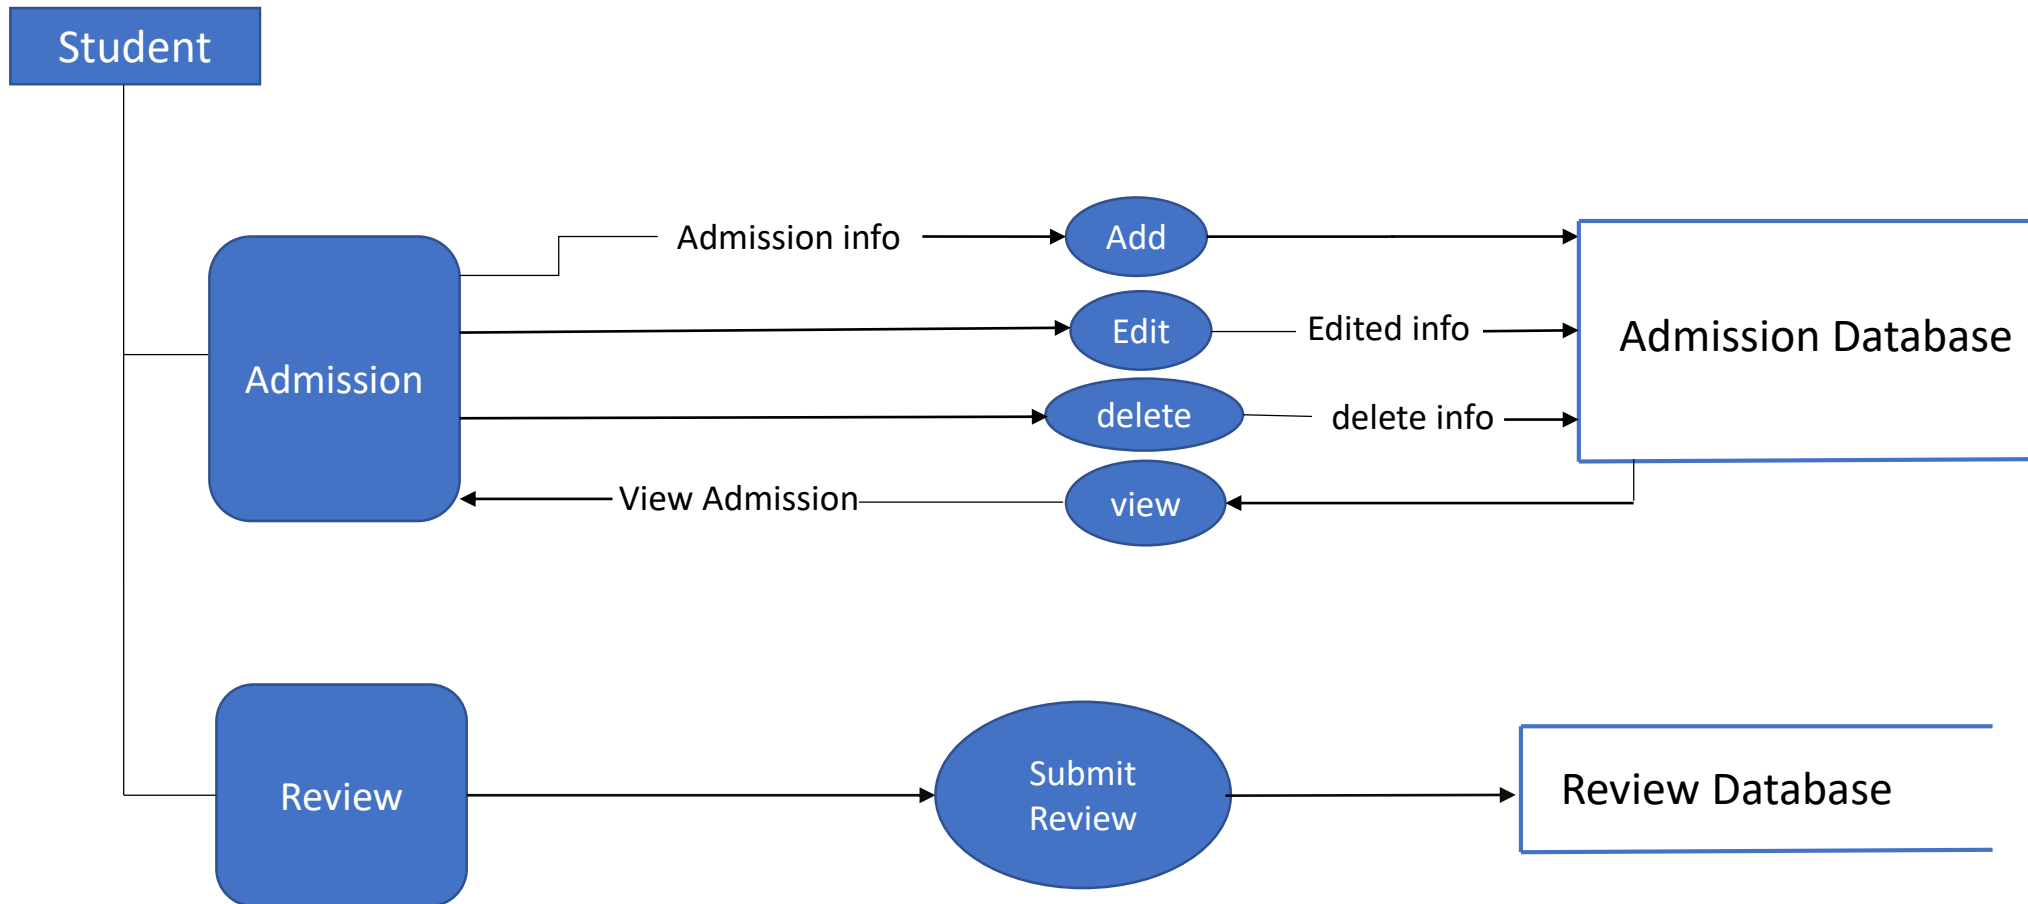 Student
Admission info
Add
Edit
Edited info
Admission Database
Admission
delete
delete info
View Admission
view
Submit
Review
Review
Review Database